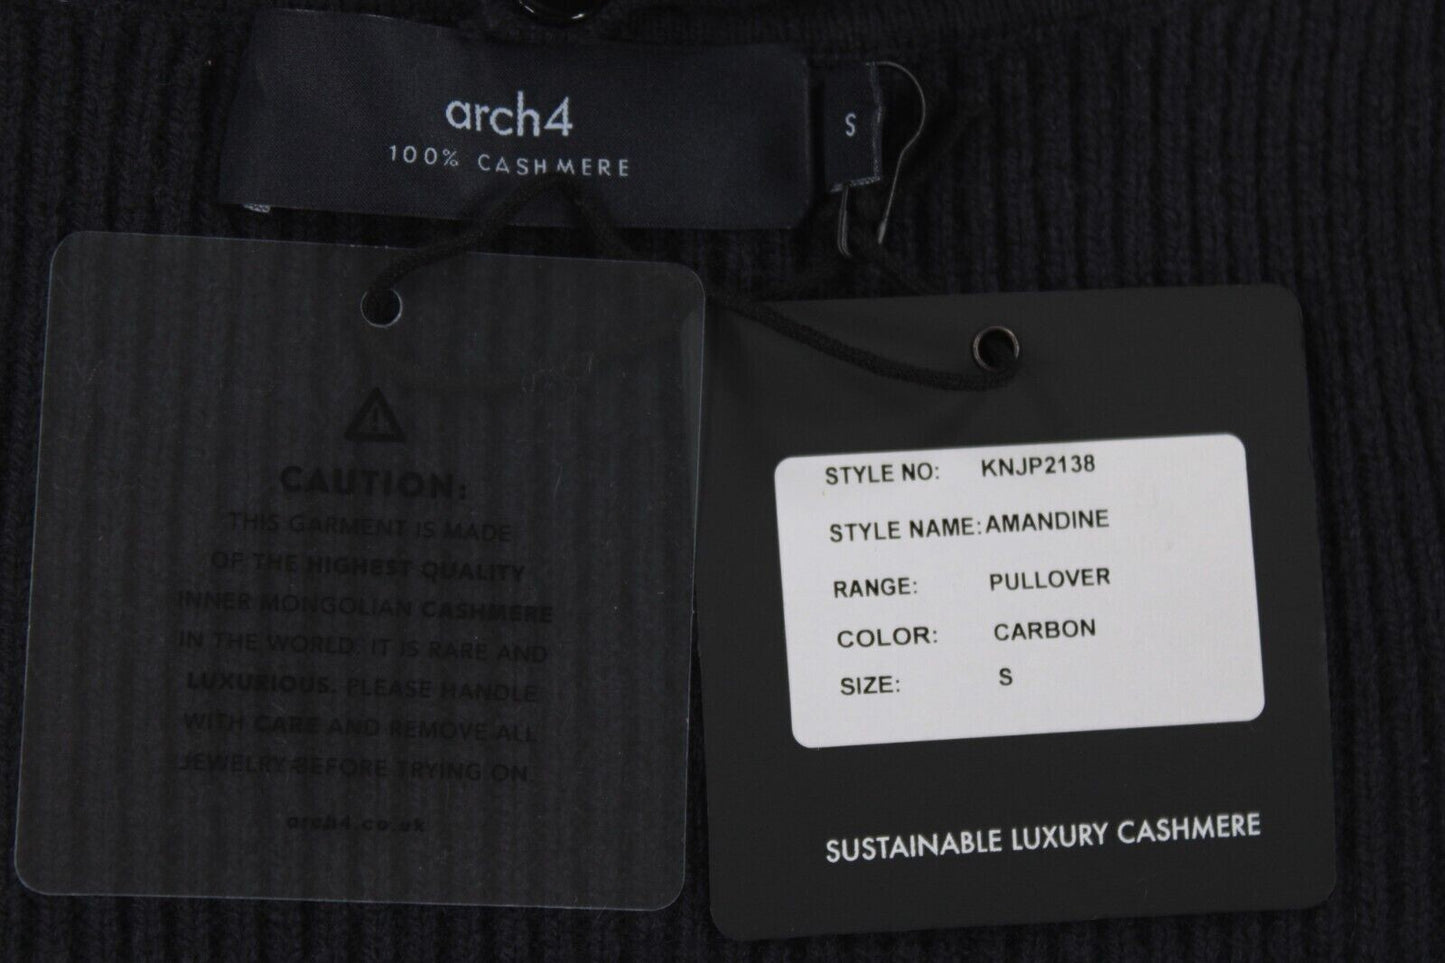 arch4
100% CASHMERE
S
CAUTION:
THIS GARMENT IS MADE
OF THE HIGHEST QUALITY
INNER MONGOLIAN CASHMERE
IN THE WORLD. IT IS RARE AND
LUXURIOUS. PLEASE HANDLE
WITH CARE AND REMOVE ALL
JEWELRY BEFORE TRYING ON
arch4.co.uk
STYLE NO: KNJP2138
STYLE NAME: AMANDINE
RANGE: PULLOVER
COLOR: CARBON
SIZE: S
SUSTAINABLE LUXURY CASHMERE